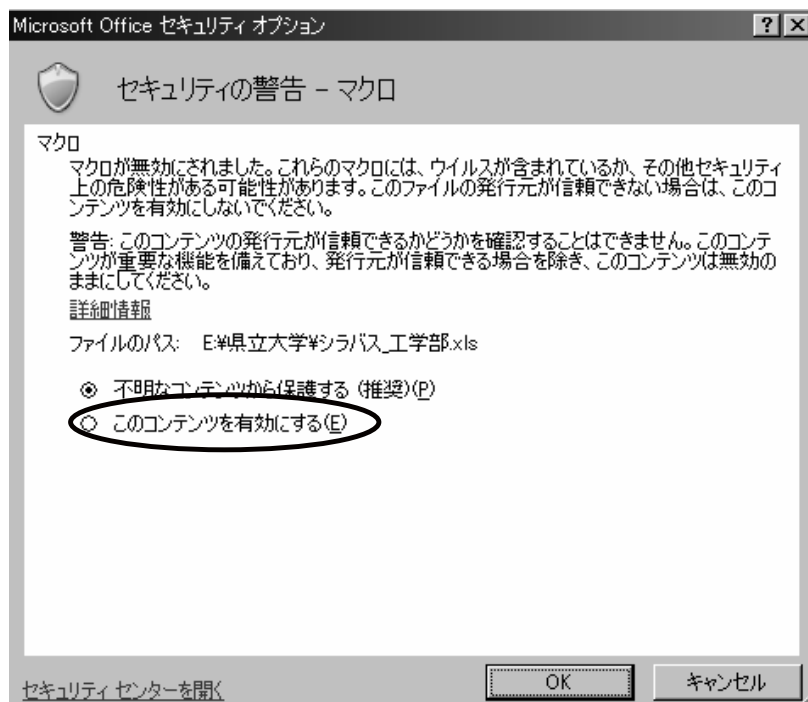 Microsoft Office セキュリティ オプション
セキュリティの警告 - マクロ
マクロ
マクロが無効にされました。これらのマクロには、ウイルスが含まれているか、その他セキュリティ
上の危険性がある可能性があります。このファイルの発行元が信頼できない場合は、このコ
ンテンツを有効にしないでください。
警告: このコンテンツの発行元が信頼できるかどうかを確認することはできません。このコンテ
ンツが重要な機能を備えており、発行元が信頼できる場合を除き、このコンテンツは無効の
ままにしてください。
詳細情報
ファイルのパス: E:¥県立大学¥シラバス_工学部.xls
不明なコンテンツから保護する (推奨)(P)
このコンテンツを有効にする(E)
セキュリティ センターを開く
OK
キャンセル